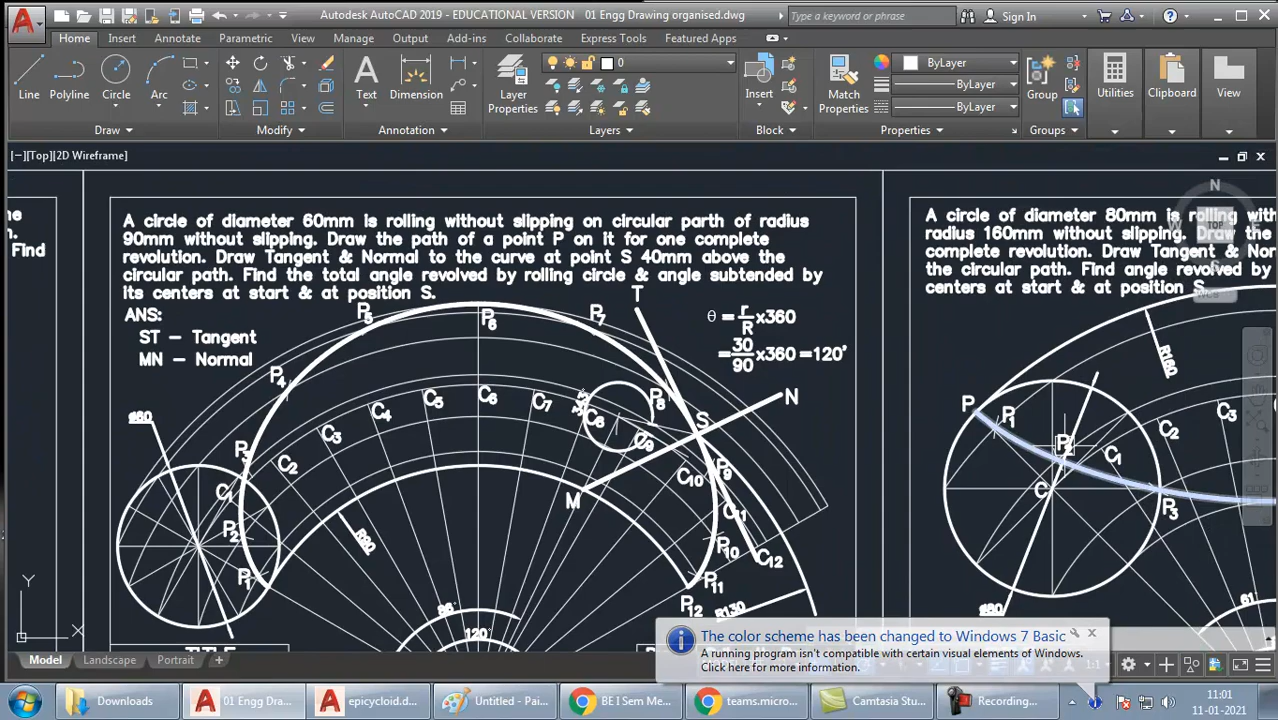 Autodesk AutoCAD 2019 - EDUCATIONAL VERSION 01 Engg Drawing organised.dwg
Type a keyword or phrase
Sign In
Home Insert Annotate Parametric View Manage Output Add-ins Collaborate Express Tools Featured Apps
Line Polyline Circle Arc
Text Dimension
Layer Properties
0
Insert
Match Properties
ByLayer
ByLayer
ByLayer
Group
Utilities
Clipboard
View
Draw Modify Annotation Layers Block Properties Groups
[−][Top][2D Wireframe]
ne
n.
Find
A circle of diameter 60mm is rolling without slipping on circular parth of radius
90mm without slipping. Draw the path of a point P on it for one complete
revolution. Draw Tangent & Normal to the curve at point S 40mm above the
circular path. Find the total angle revolved by rolling circle & angle subtended by
its centers at start & at position S.
ANS:
ST − Tangent
MN − Normal
θ = r/R x360
= 30/90 x360 = 120°
T
N
S
M
P1
P2
P3
P4
P5
P6
P7
P8
P9
P10
P11
P12
C1
C2
C3
C4
C5
C6
C7
C8
C9
C10
C11
C12
ø60
R90
R130
120°
A circle of diameter 80mm is rolling with
radius 160mm without slipping. Draw the
complete revolution. Draw Tangent & Nor
the circular path. Find angle revolved by
centers at start & at position S.
N
R160
P
P1
P2
P3
C
C1
C2
C3
61
Y
X
The color scheme has been changed to Windows 7 Basic
A running program isn't compatible with certain visual elements of Windows.
Click here for more information.
Model Layout Landscape Portrait +
Downloads
01 Engg Dra...
epicycloid.d...
Untitled - Pai...
BE I Sem Me...
teams.micro...
Camtasia Stu...
Recording...
11:01
11-01-2021